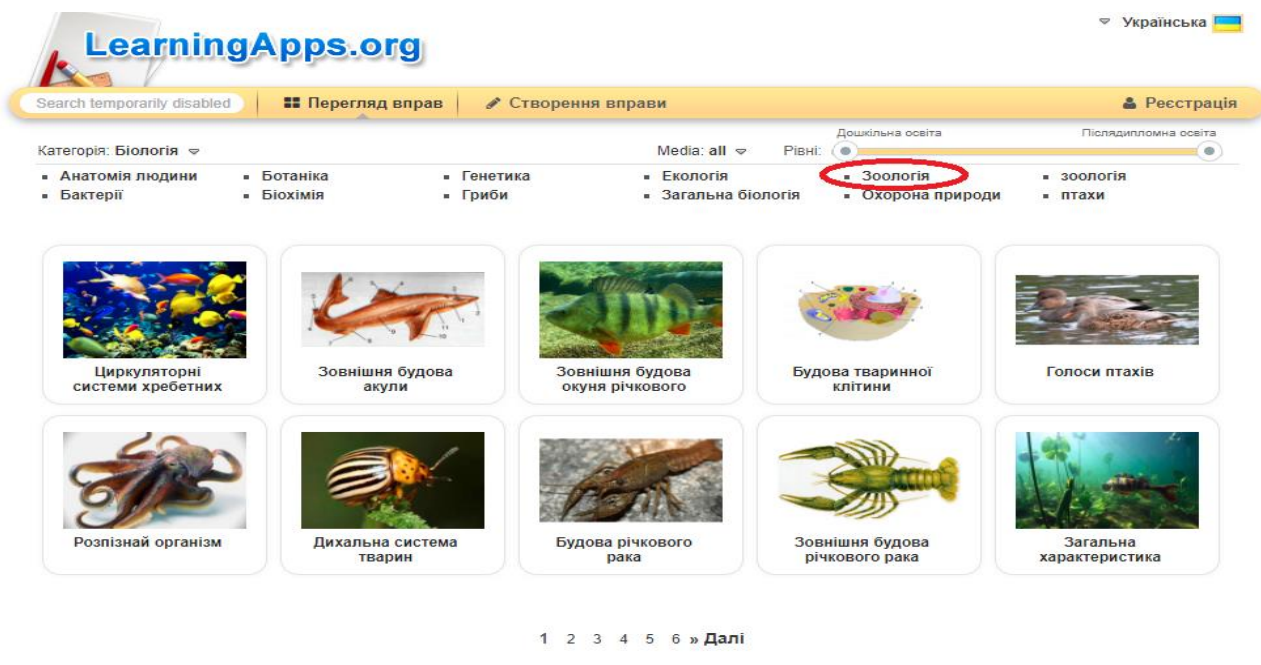 Українська
LearningApps.org
Search temporarily disabled Перегляд вправ Створення вправи Реєстрація
Дошкільна освіта Післядипломна освіта
Категорія: Біологія Media: all Рівні:
Анатомія людини Ботаніка Генетика Екологія Зоологія зоологія
Бактерії Біохімія Гриби Загальна біологія Охорона природи птахи
Циркуляторні системи хребетних
Зовнішня будова акули
Зовнішня будова окуня річкового
Будова тваринної клітини
Голоси птахів
Розпізнай організм
Дихальна система тварин
Будова річкового рака
Зовнішня будова річкового рака
Загальна характеристика
1 2 3 4 5 6 » Далі